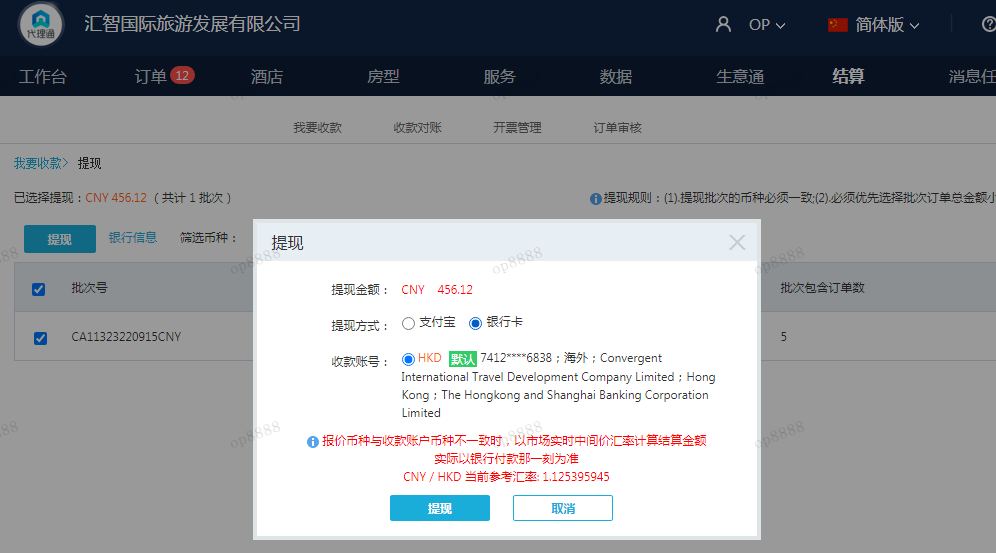 代理通
汇智国际旅游发展有限公司
OP
简体版
工作台
订单 12
酒店
房型
服务
数据
生意通
结算
消息任
我要收款
收款对账
开票管理
订单审核
我要收款> 提现
已选择提现：CNY 456.12 （ 共计 1 批次 ）
提现规则：(1).提现批次的币种必须一致;(2).必须优先选择批次订单总金额小
提现
银行信息
筛选币种：
批次号
批次包含订单数
CA11323220915CNY
5
提现
提现金额： CNY 456.12
提现方式： 支付宝 银行卡
收款账号： HKD 默认 7412****6838；海外；Convergent
International Travel Development Company Limited；Hong
Kong；The Hongkong and Shanghai Banking Corporation
Limited
报价币种与收款账户币种不一致时，以市场实时中间价汇率计算结算金额
实际以银行付款那一刻为准
CNY / HKD 当前参考汇率: 1.125395945
提现
取消
op8888
op8888
op8888
op8888
op8888
op8888